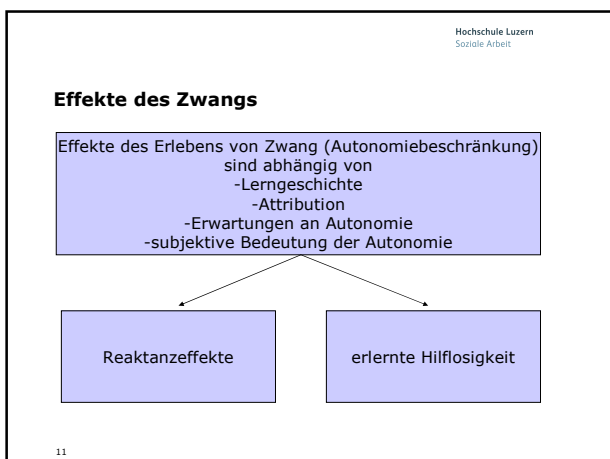 Hochschule Luzern
Soziale Arbeit
Effekte des Zwangs
Effekte des Erlebens von Zwang (Autonomiebeschränkung)
sind abhängig von
-Lerngeschichte
-Attribution
-Erwartungen an Autonomie
-subjektive Bedeutung der Autonomie
Reaktanzeffekte
erlernte Hilflosigkeit
11